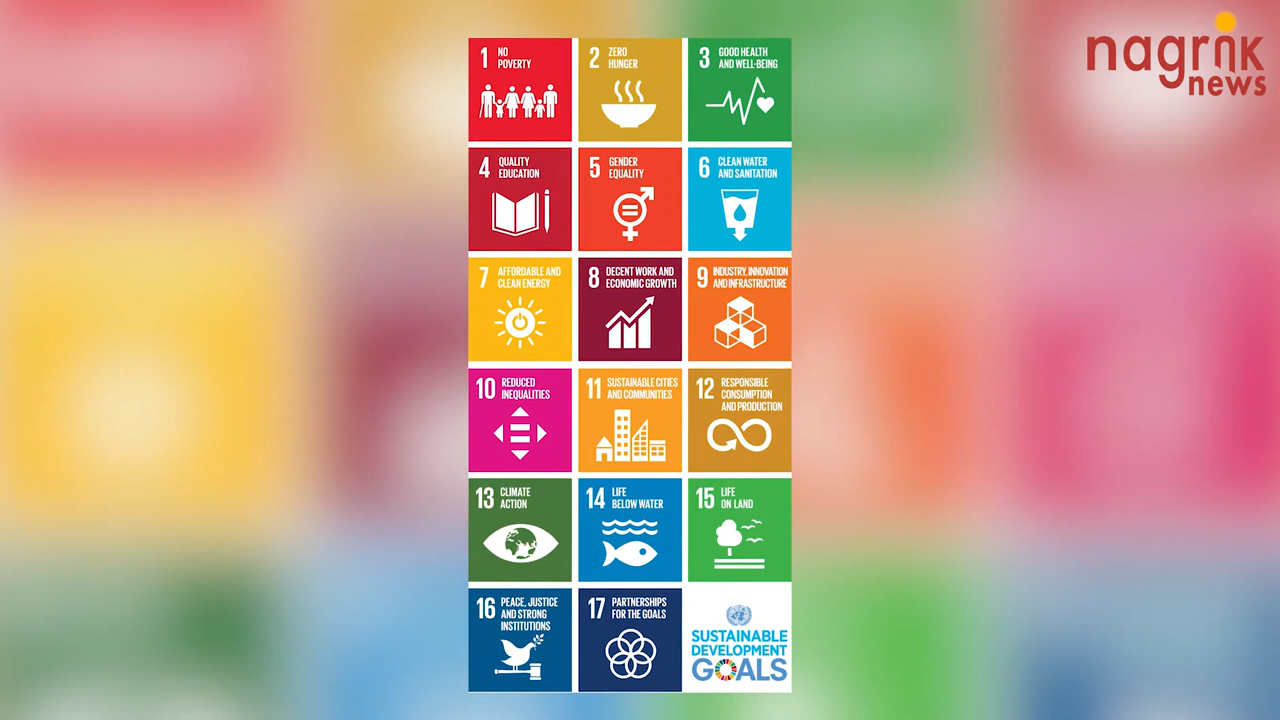 nagrik
news
1 NO
POVERTY
2 ZERO
HUNGER
3 GOOD HEALTH
AND WELL-BEING
4 QUALITY
EDUCATION
5 GENDER
EQUALITY
6 CLEAN WATER
AND SANITATION
7 AFFORDABLE AND
CLEAN ENERGY
8 DECENT WORK AND
ECONOMIC GROWTH
9 INDUSTRY, INNOVATION
AND INFRASTRUCTURE
10 REDUCED
INEQUALITIES
11 SUSTAINABLE CITIES
AND COMMUNITIES
12 RESPONSIBLE
CONSUMPTION
AND PRODUCTION
13 CLIMATE
ACTION
14 LIFE
BELOW WATER
15 LIFE
ON LAND
16 PEACE, JUSTICE
AND STRONG
INSTITUTIONS
17 PARTNERSHIPS
FOR THE GOALS
SUSTAINABLE
DEVELOPMENT
GOALS